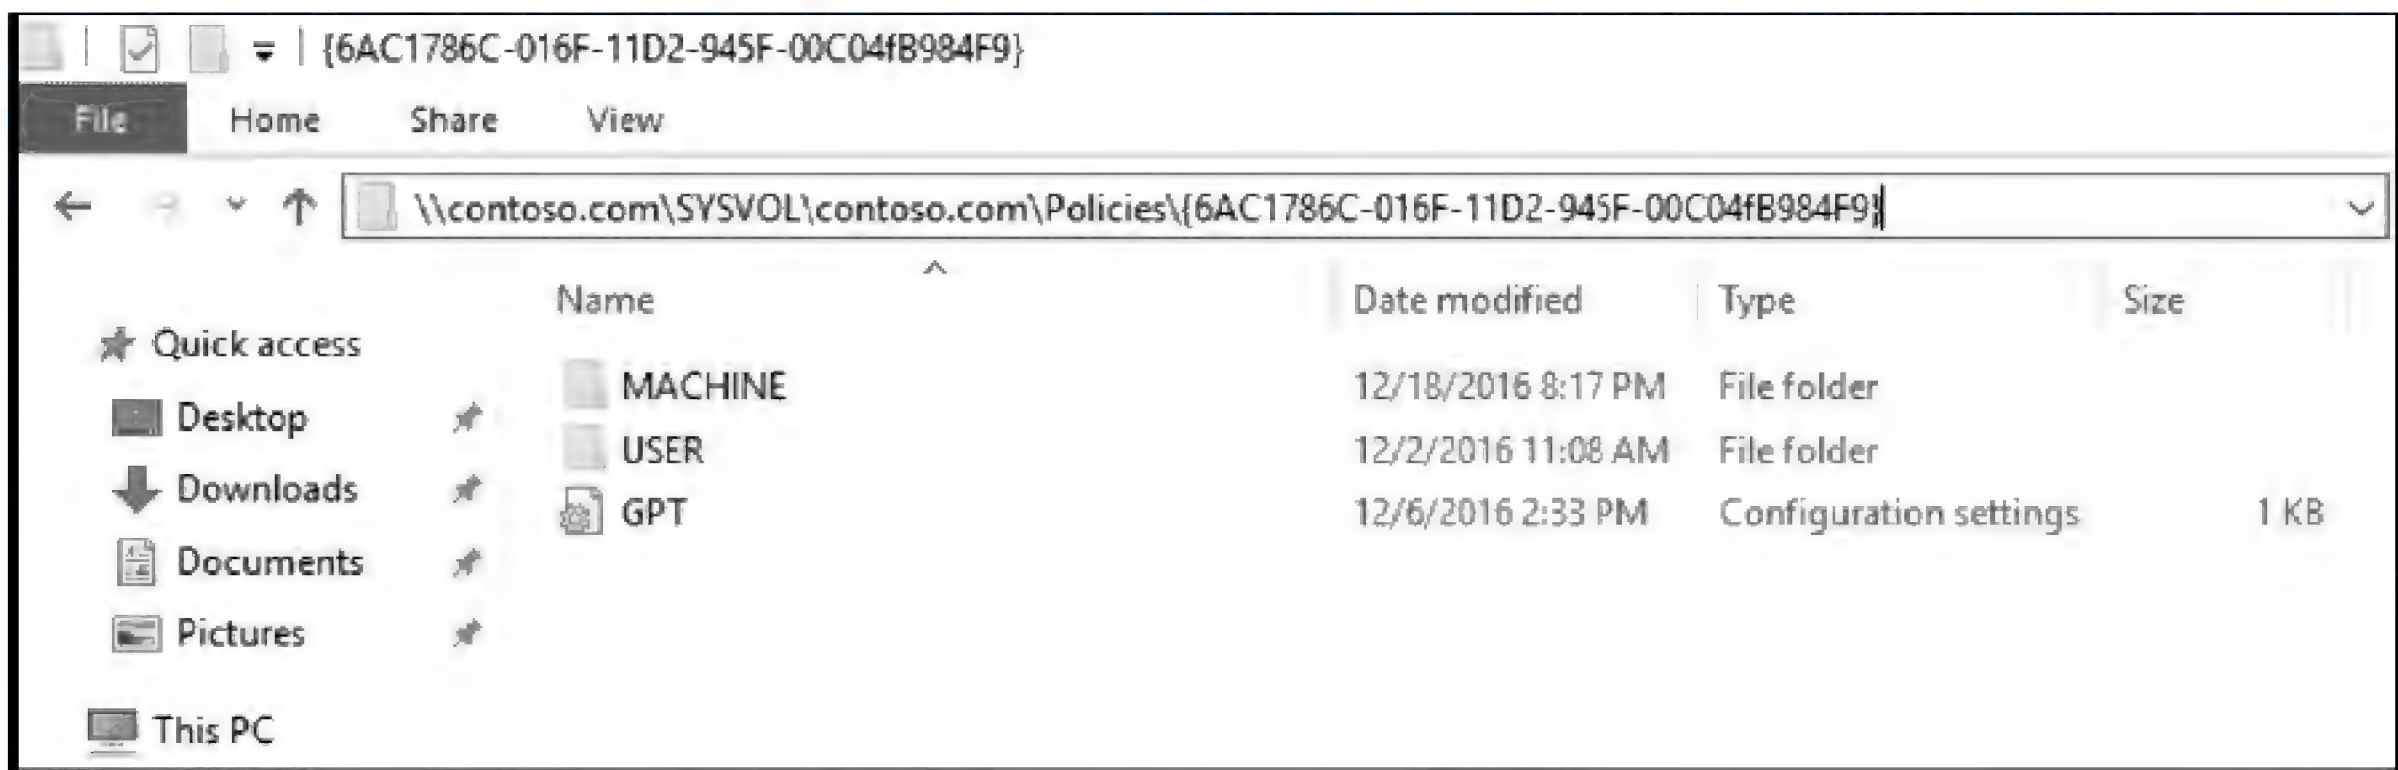 {6AC1786C-016F-11D2-945F-00C04fB984F9}
File Home Share View
\\contoso.com\SYSVOL\contoso.com\Policies\{6AC1786C-016F-11D2-945F-00C04fB984F9}
Name Date modified Type Size
Quick access
Desktop
Downloads
Documents
Pictures
This PC
MACHINE 12/18/2016 8:17 PM File folder
USER 12/2/2016 11:08 AM File folder
GPT 12/6/2016 2:33 PM Configuration settings 1 KB